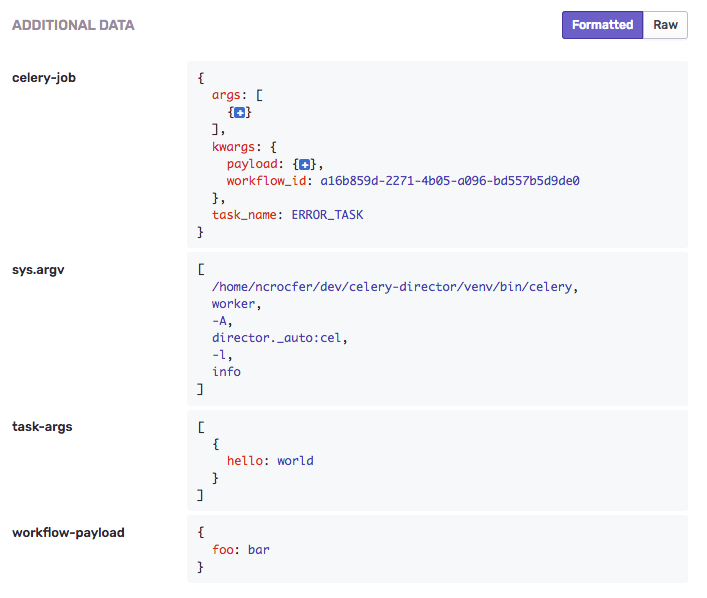 ADDITIONAL DATA
Formatted Raw
celery-job
{
args: [
{+}
],
kwargs: {
payload: {+},
workflow_id: a16b859d-2271-4b05-a096-bd557b5d9de0
},
task_name: ERROR_TASK
}
sys.argv
[
/home/ncrocfer/dev/celery-director/venv/bin/celery,
worker,
-A,
director._auto:cel,
-l,
info
]
task-args
[
{
hello: world
}
]
workflow-payload
{
foo: bar
}